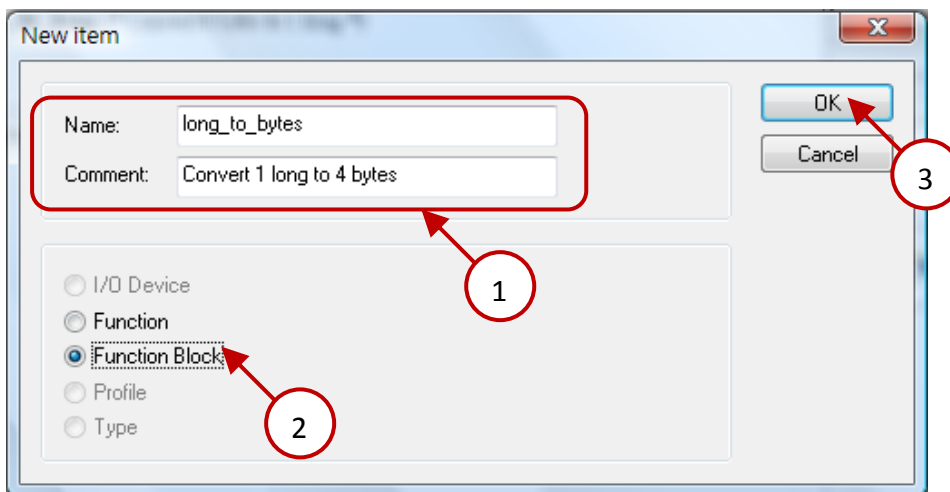 New item
Name: long_to_bytes
Comment: Convert 1 long to 4 bytes
OK
Cancel
3
1
I/O Device
Function
Function Block
Profile
Type
2